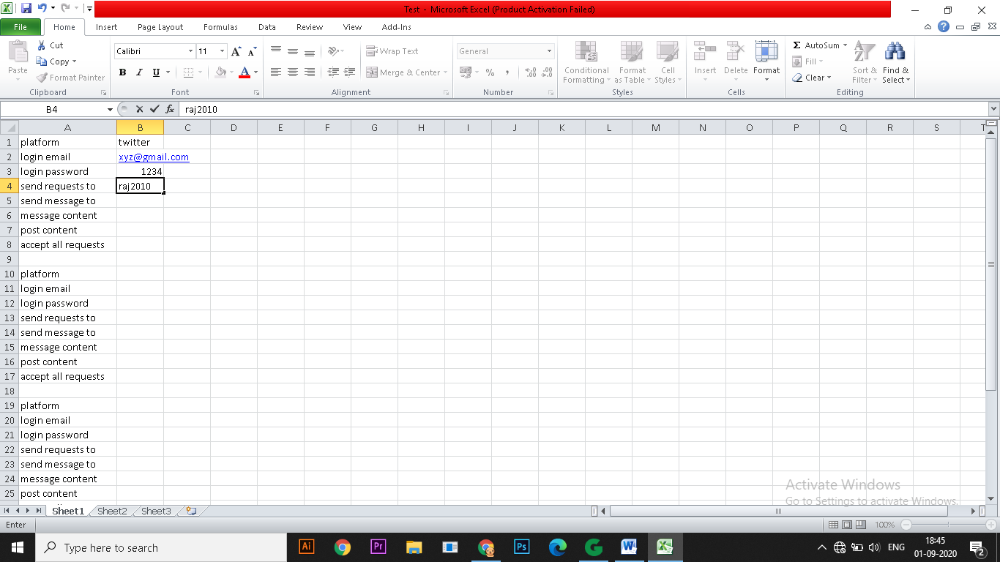 Test - Microsoft Excel (Product Activation Failed)
File Home Insert Page Layout Formulas Data Review View Add-Ins
Paste Cut Copy Format Painter Clipboard
Calibri 11 A A B I U A Font
Wrap Text Merge & Center Alignment
General % , .00 .0 Number
Conditional Formatting Format as Table Cell Styles Styles
Insert Delete Format Cells
Σ AutoSum Fill Clear Sort & Filter Find & Select Editing
B4 fx raj2010
A B C D E F G H I J K L M N O P Q R S T
1 platform twitter
2 login email xyz@gmail.com
3 login password 1234
4 send requests to raj2010
5 send message to
6 message content
7 post content
8 accept all requests
9
10 platform
11 login email
12 login password
13 send requests to
14 send message to
15 message content
16 post content
17 accept all requests
18
19 platform
20 login email
21 login password
22 send requests to
23 send message to
24 message content
25 post content
Activate Windows
Go to Settings to activate Windows.
Sheet1 Sheet2 Sheet3
Enter 100%
Type here to search Ai Pr Ps W X ENG 18:45
01-09-2020 2